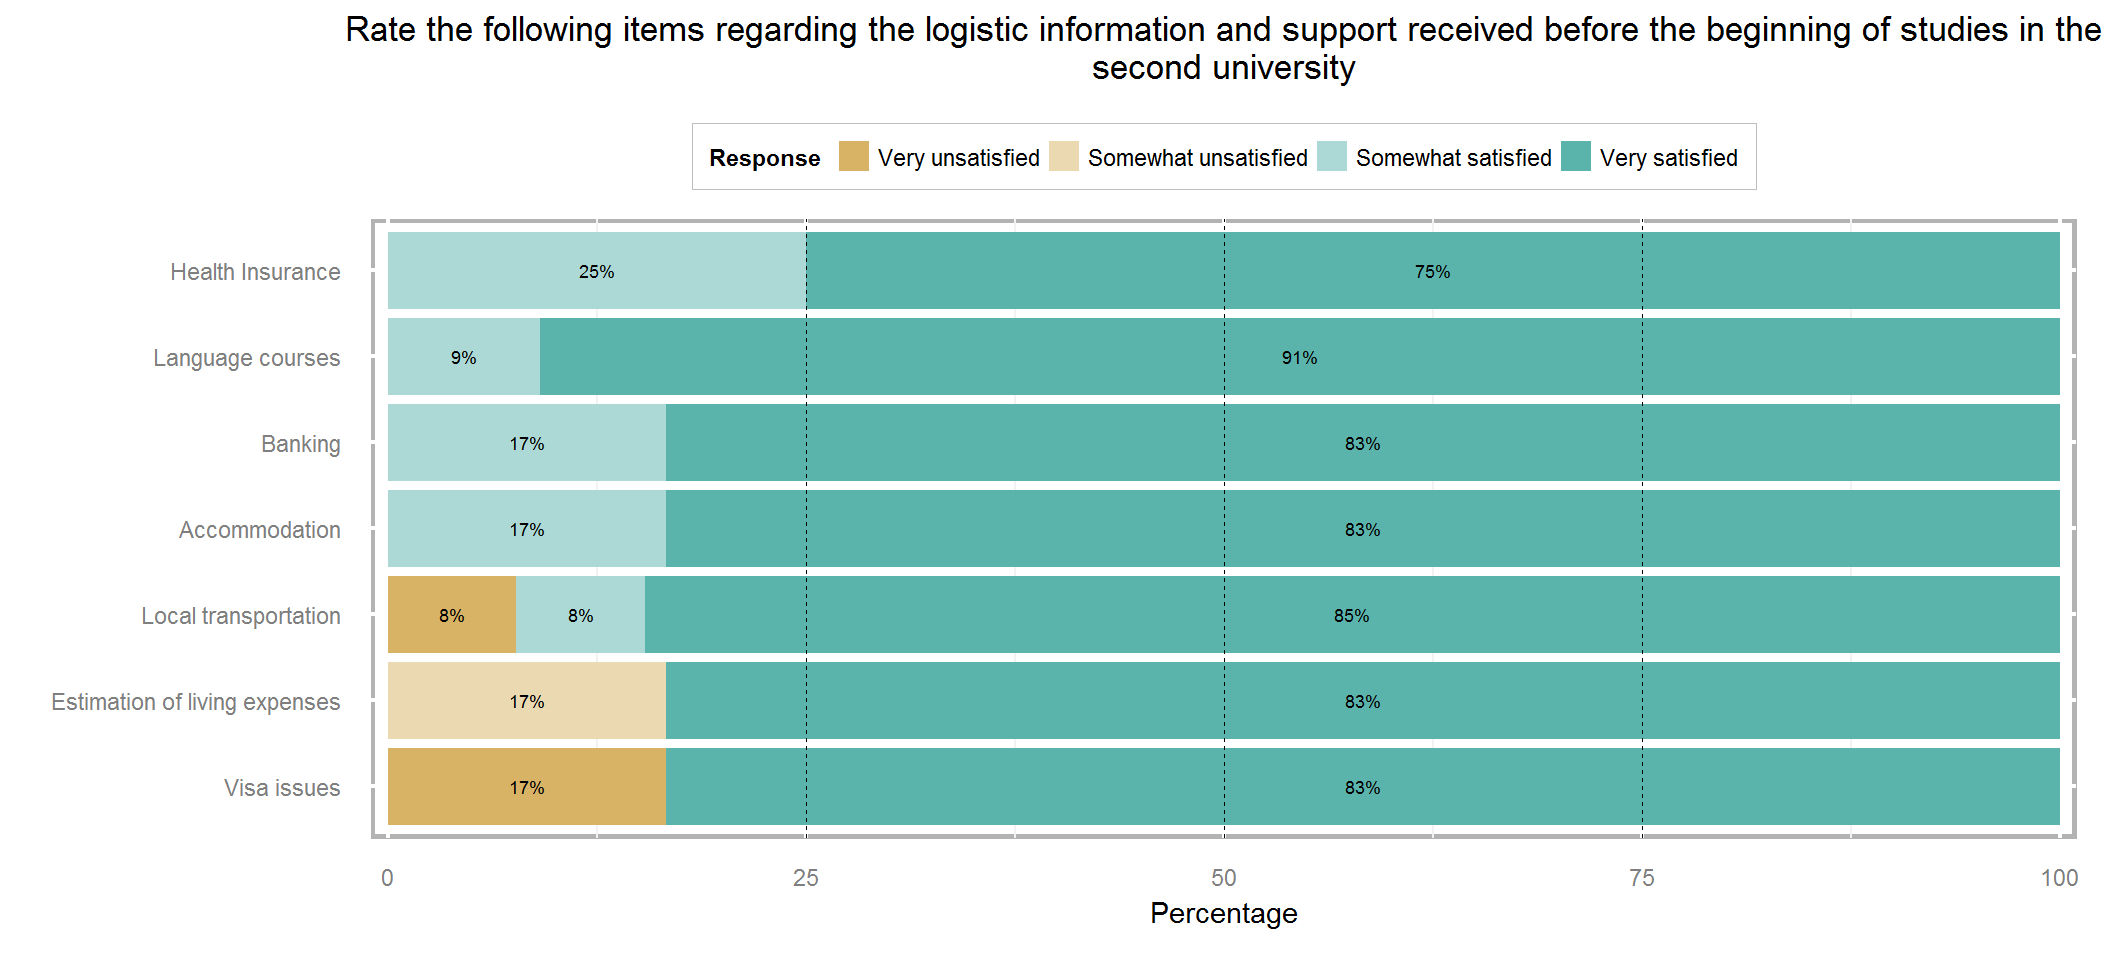 Rate the following items regarding the logistic information and support received before the beginning of studies in the
second university
Response Very unsatisfied Somewhat unsatisfied Somewhat satisfied Very satisfied
Health Insurance 25% 75%
Language courses 9% 91%
Banking 17% 83%
Accommodation 17% 83%
Local transportation 8% 8% 85%
Estimation of living expenses 17% 83%
Visa issues 17% 83%
0 25 50 75 100
Percentage